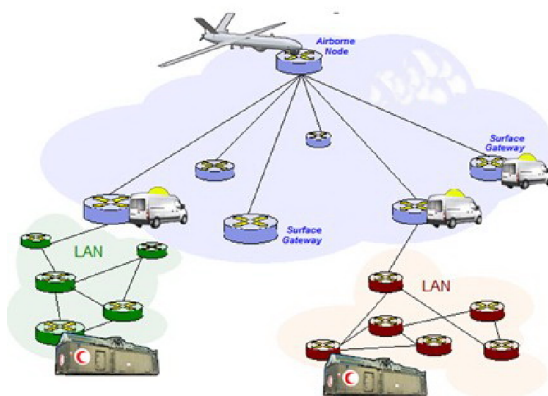 Airborne
Node
Surface
Gateway
Surface
Gateway
LAN
LAN